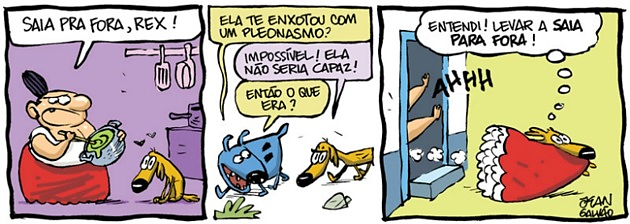 SAIA PRA FORA, REX!
ELA TE ENXOTOU COM
UM PLEONASMO?
IMPOSSÍVEL! ELA
NÃO SERIA CAPAZ!
ENTÃO O QUE
ERA?
ENTENDI! LEVAR A SAIA
PARA FORA!
AHHH
JEAN
GALVÃO